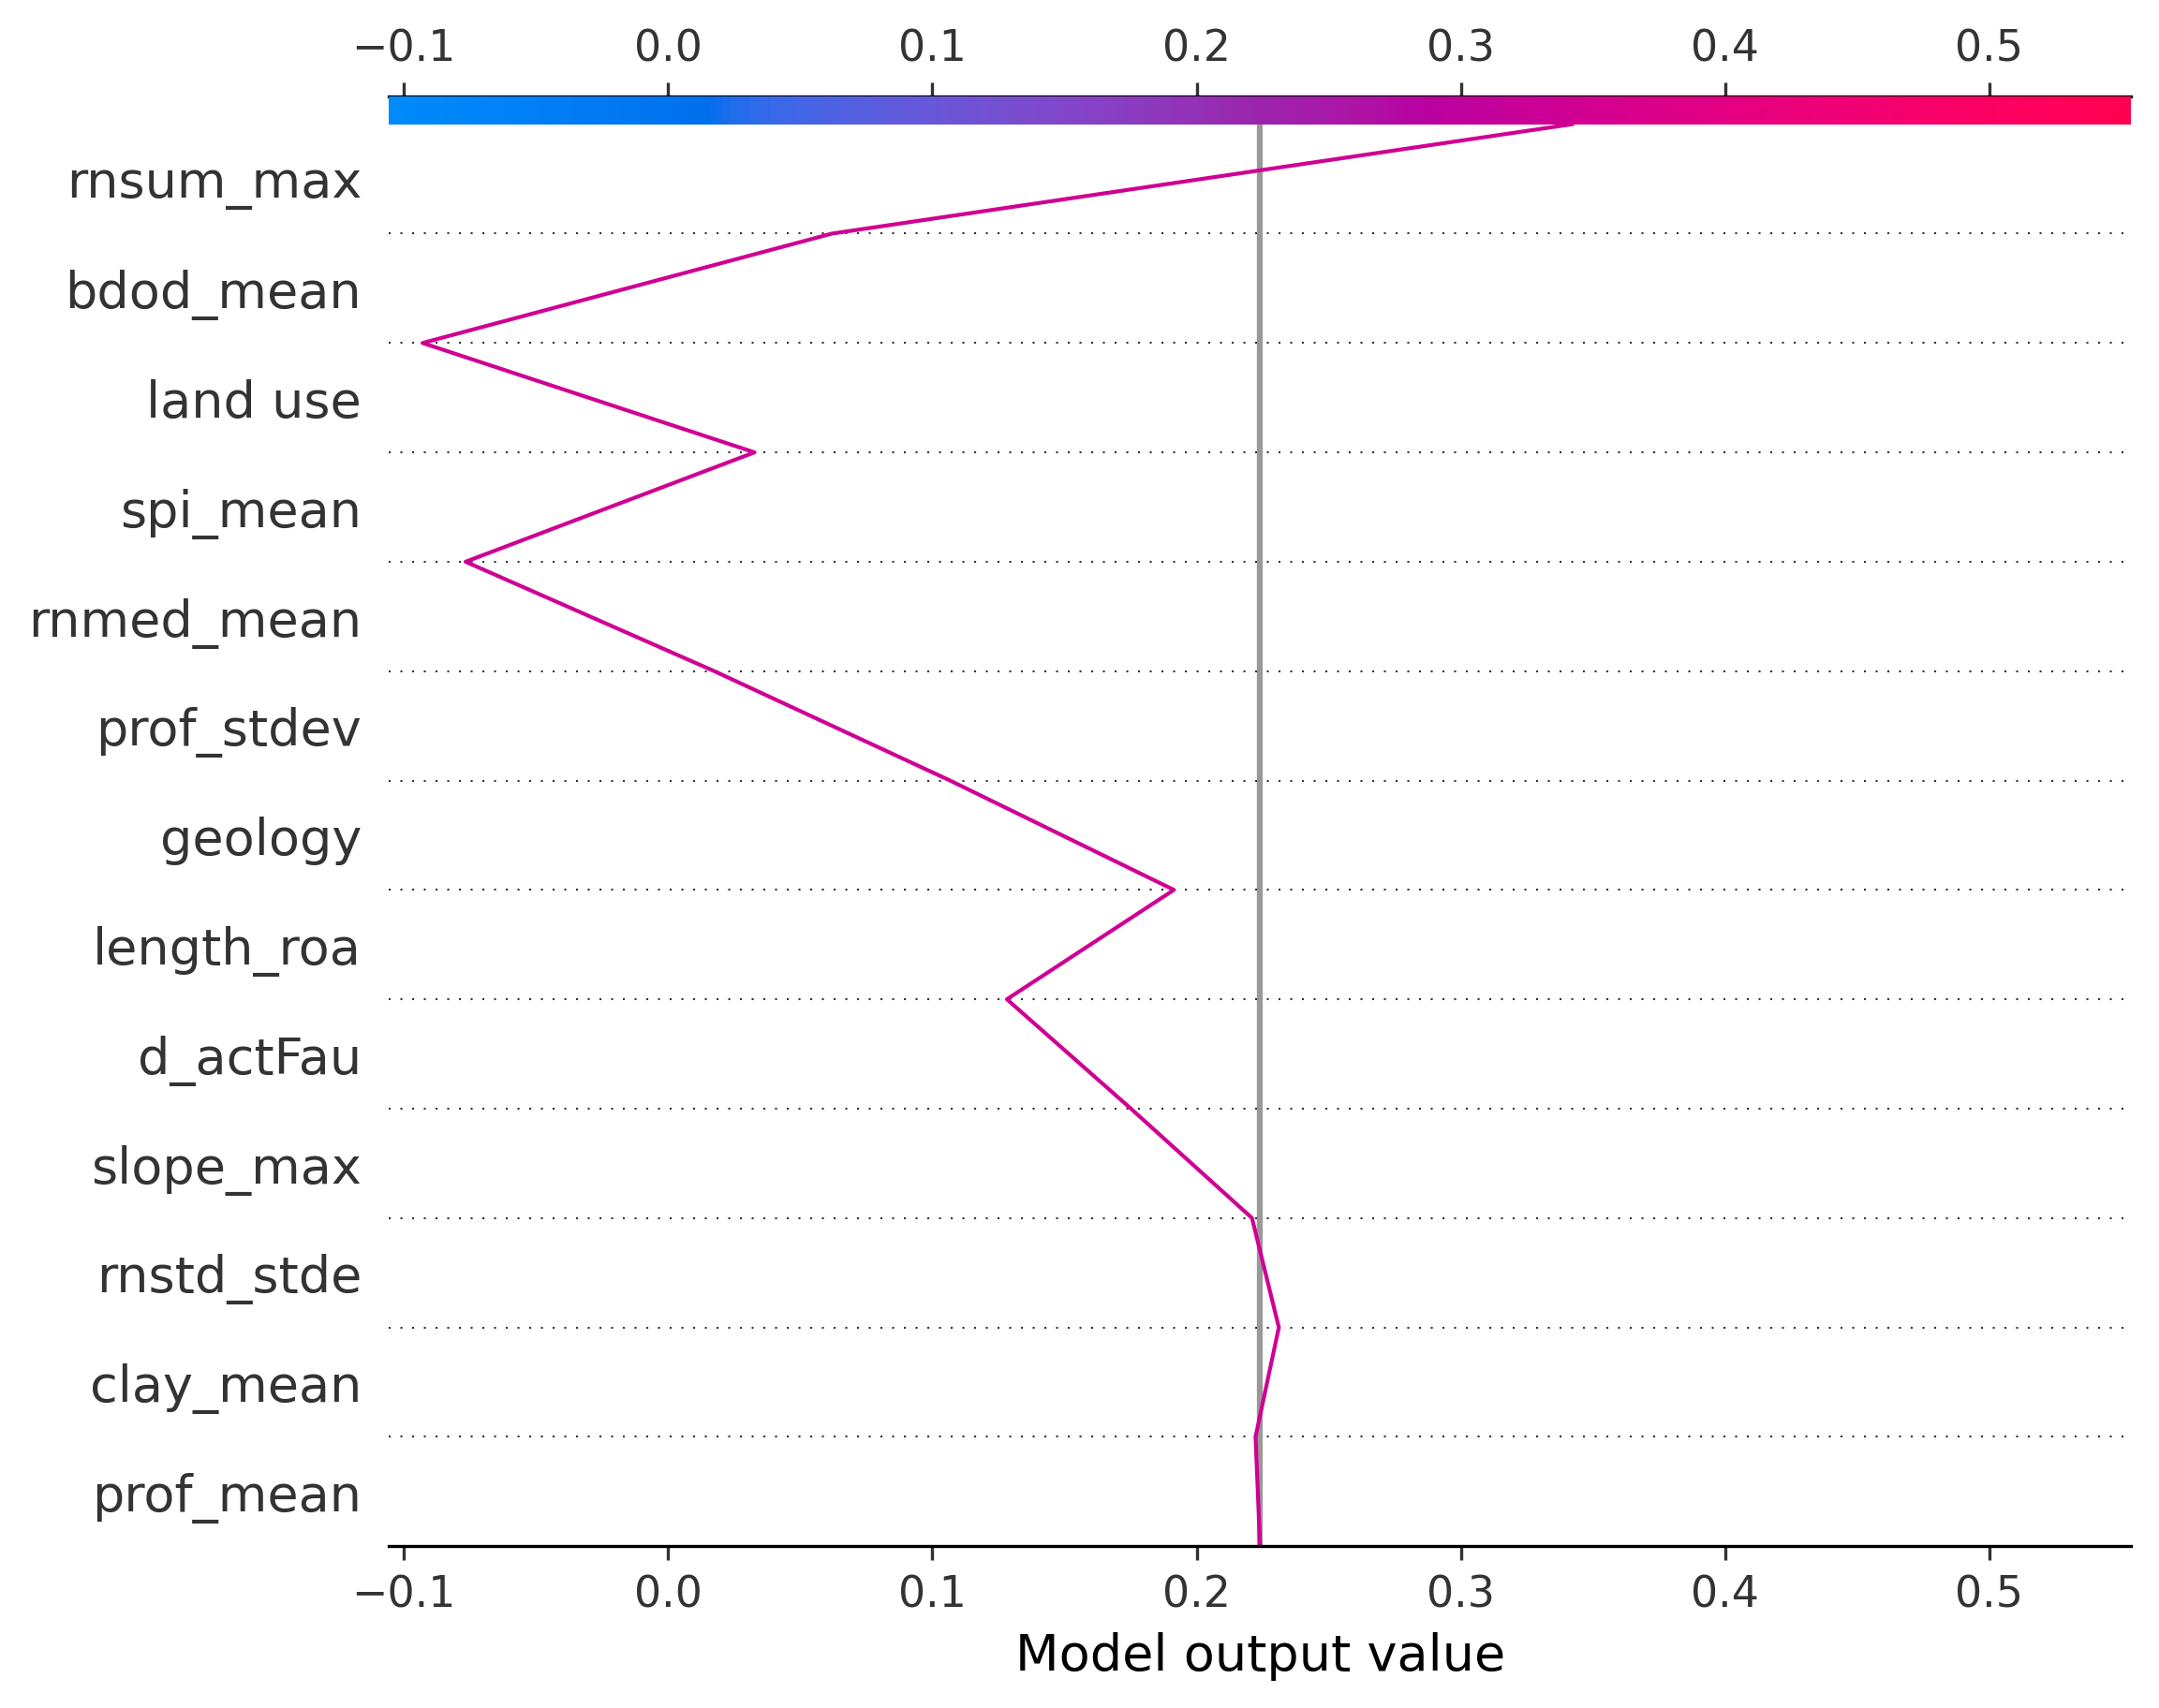 −0.1 0.0 0.1 0.2 0.3 0.4 0.5
rnsum_max
bdod_mean
land use
spi_mean
rnmed_mean
prof_stdev
geology
length_roa
d_actFau
slope_max
rnstd_stde
clay_mean
prof_mean
−0.1 0.0 0.1 0.2 0.3 0.4 0.5
Model output value